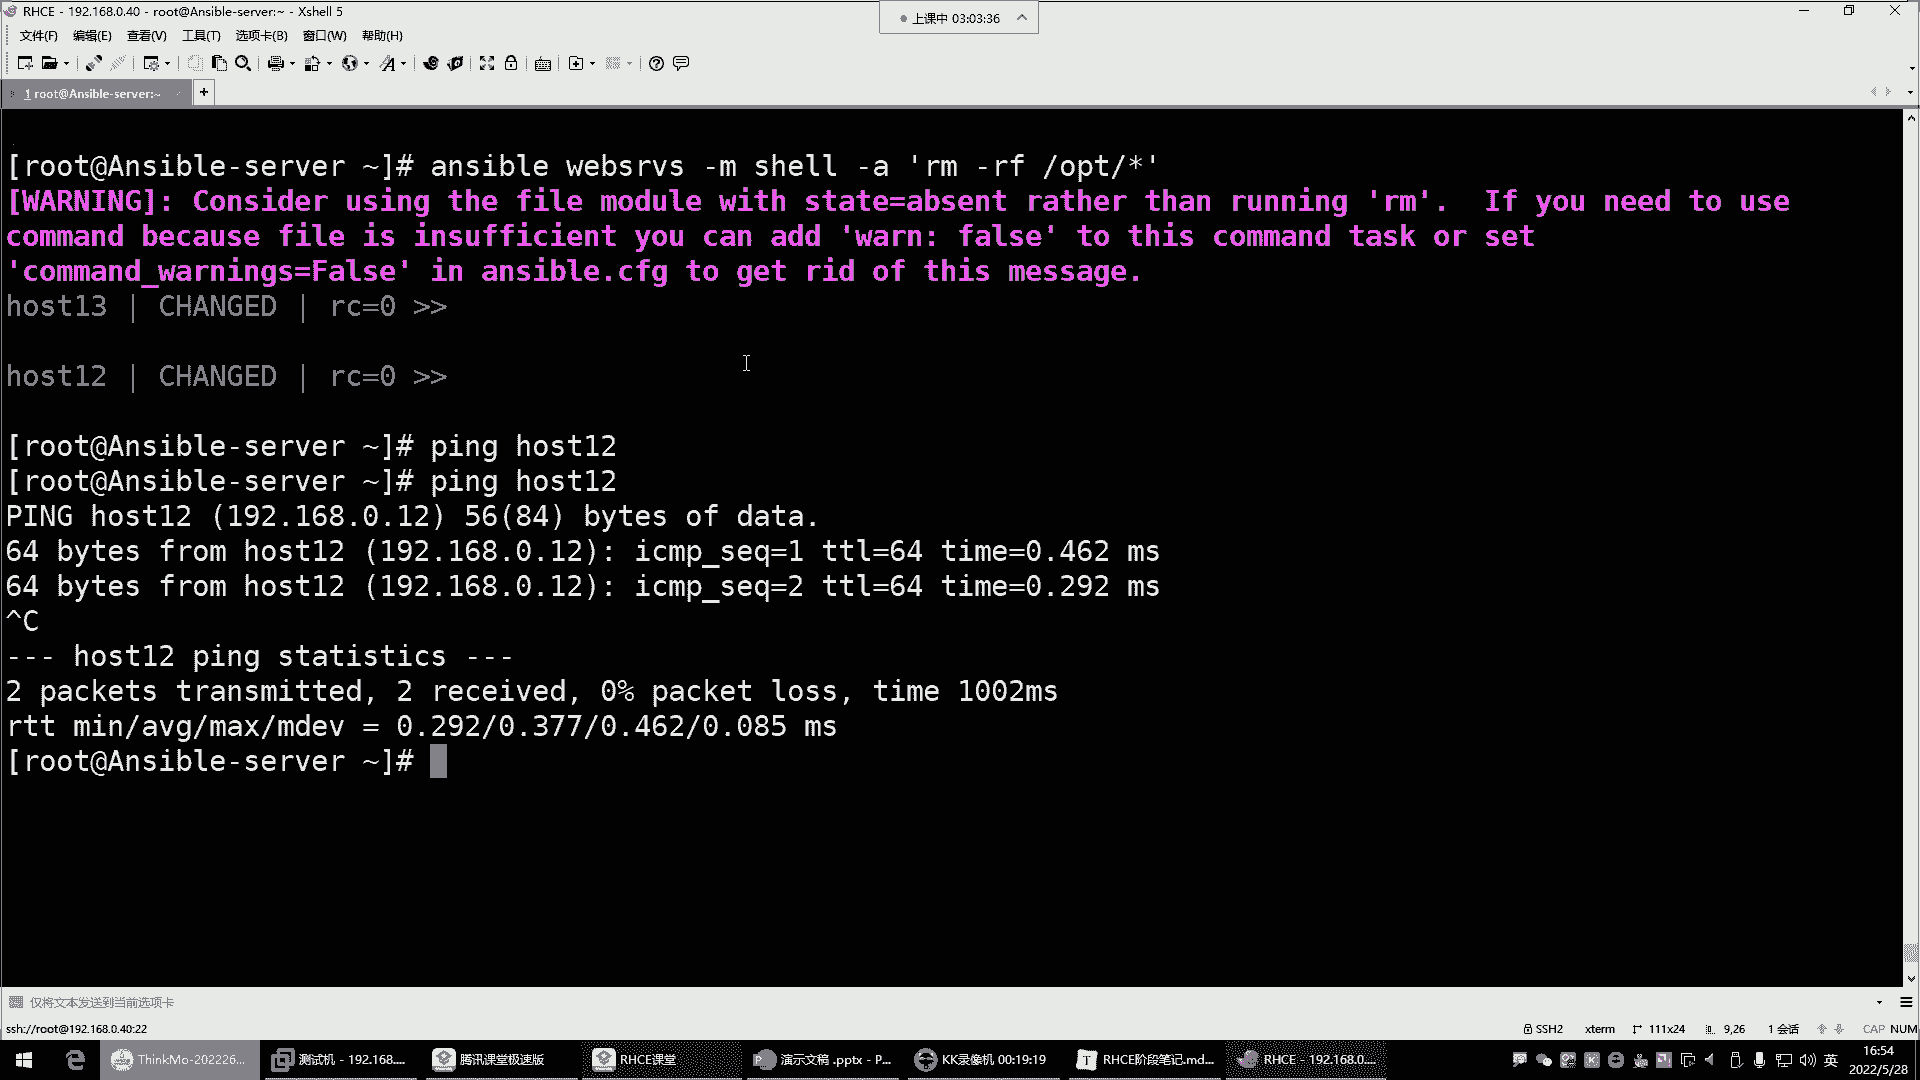 RHCE - 192.168.0.40 - root@Ansible-server:~ - Xshell 5
上课中 03:03:36
文件(F) 编辑(E) 查看(V) 工具(T) 选项卡(B) 窗口(W) 帮助(H)
1 root@Ansible-server:~
[root@Ansible-server ~]# ansible websrvs -m shell -a 'rm -rf /opt/*'
[WARNING]: Consider using the file module with state=absent rather than running 'rm'.  If you need to use
command because file is insufficient you can add 'warn: false' to this command task or set
'command_warnings=False' in ansible.cfg to get rid of this message.
host13 | CHANGED | rc=0 >>
host12 | CHANGED | rc=0 >>
[root@Ansible-server ~]# ping host12
[root@Ansible-server ~]# ping host12
PING host12 (192.168.0.12) 56(84) bytes of data.
64 bytes from host12 (192.168.0.12): icmp_seq=1 ttl=64 time=0.462 ms
64 bytes from host12 (192.168.0.12): icmp_seq=2 ttl=64 time=0.292 ms
^C
--- host12 ping statistics ---
2 packets transmitted, 2 received, 0% packet loss, time 1002ms
rtt min/avg/max/mdev = 0.292/0.377/0.462/0.085 ms
[root@Ansible-server ~]#
仅将文本发送到当前选项卡
ssh://root@192.168.0.40:22 SSH2 xterm 111x24 9,26 1 会话 CAP NUM
ThinkMo-202226... 测试机 - 192.168.... 腾讯课堂极速版 RHCE课堂 演示文稿 .pptx - P... KK录像机 00:19:19 RHCE阶段笔记.md... RHCE - 192.168.0.... 英 16:54
2022/5/28